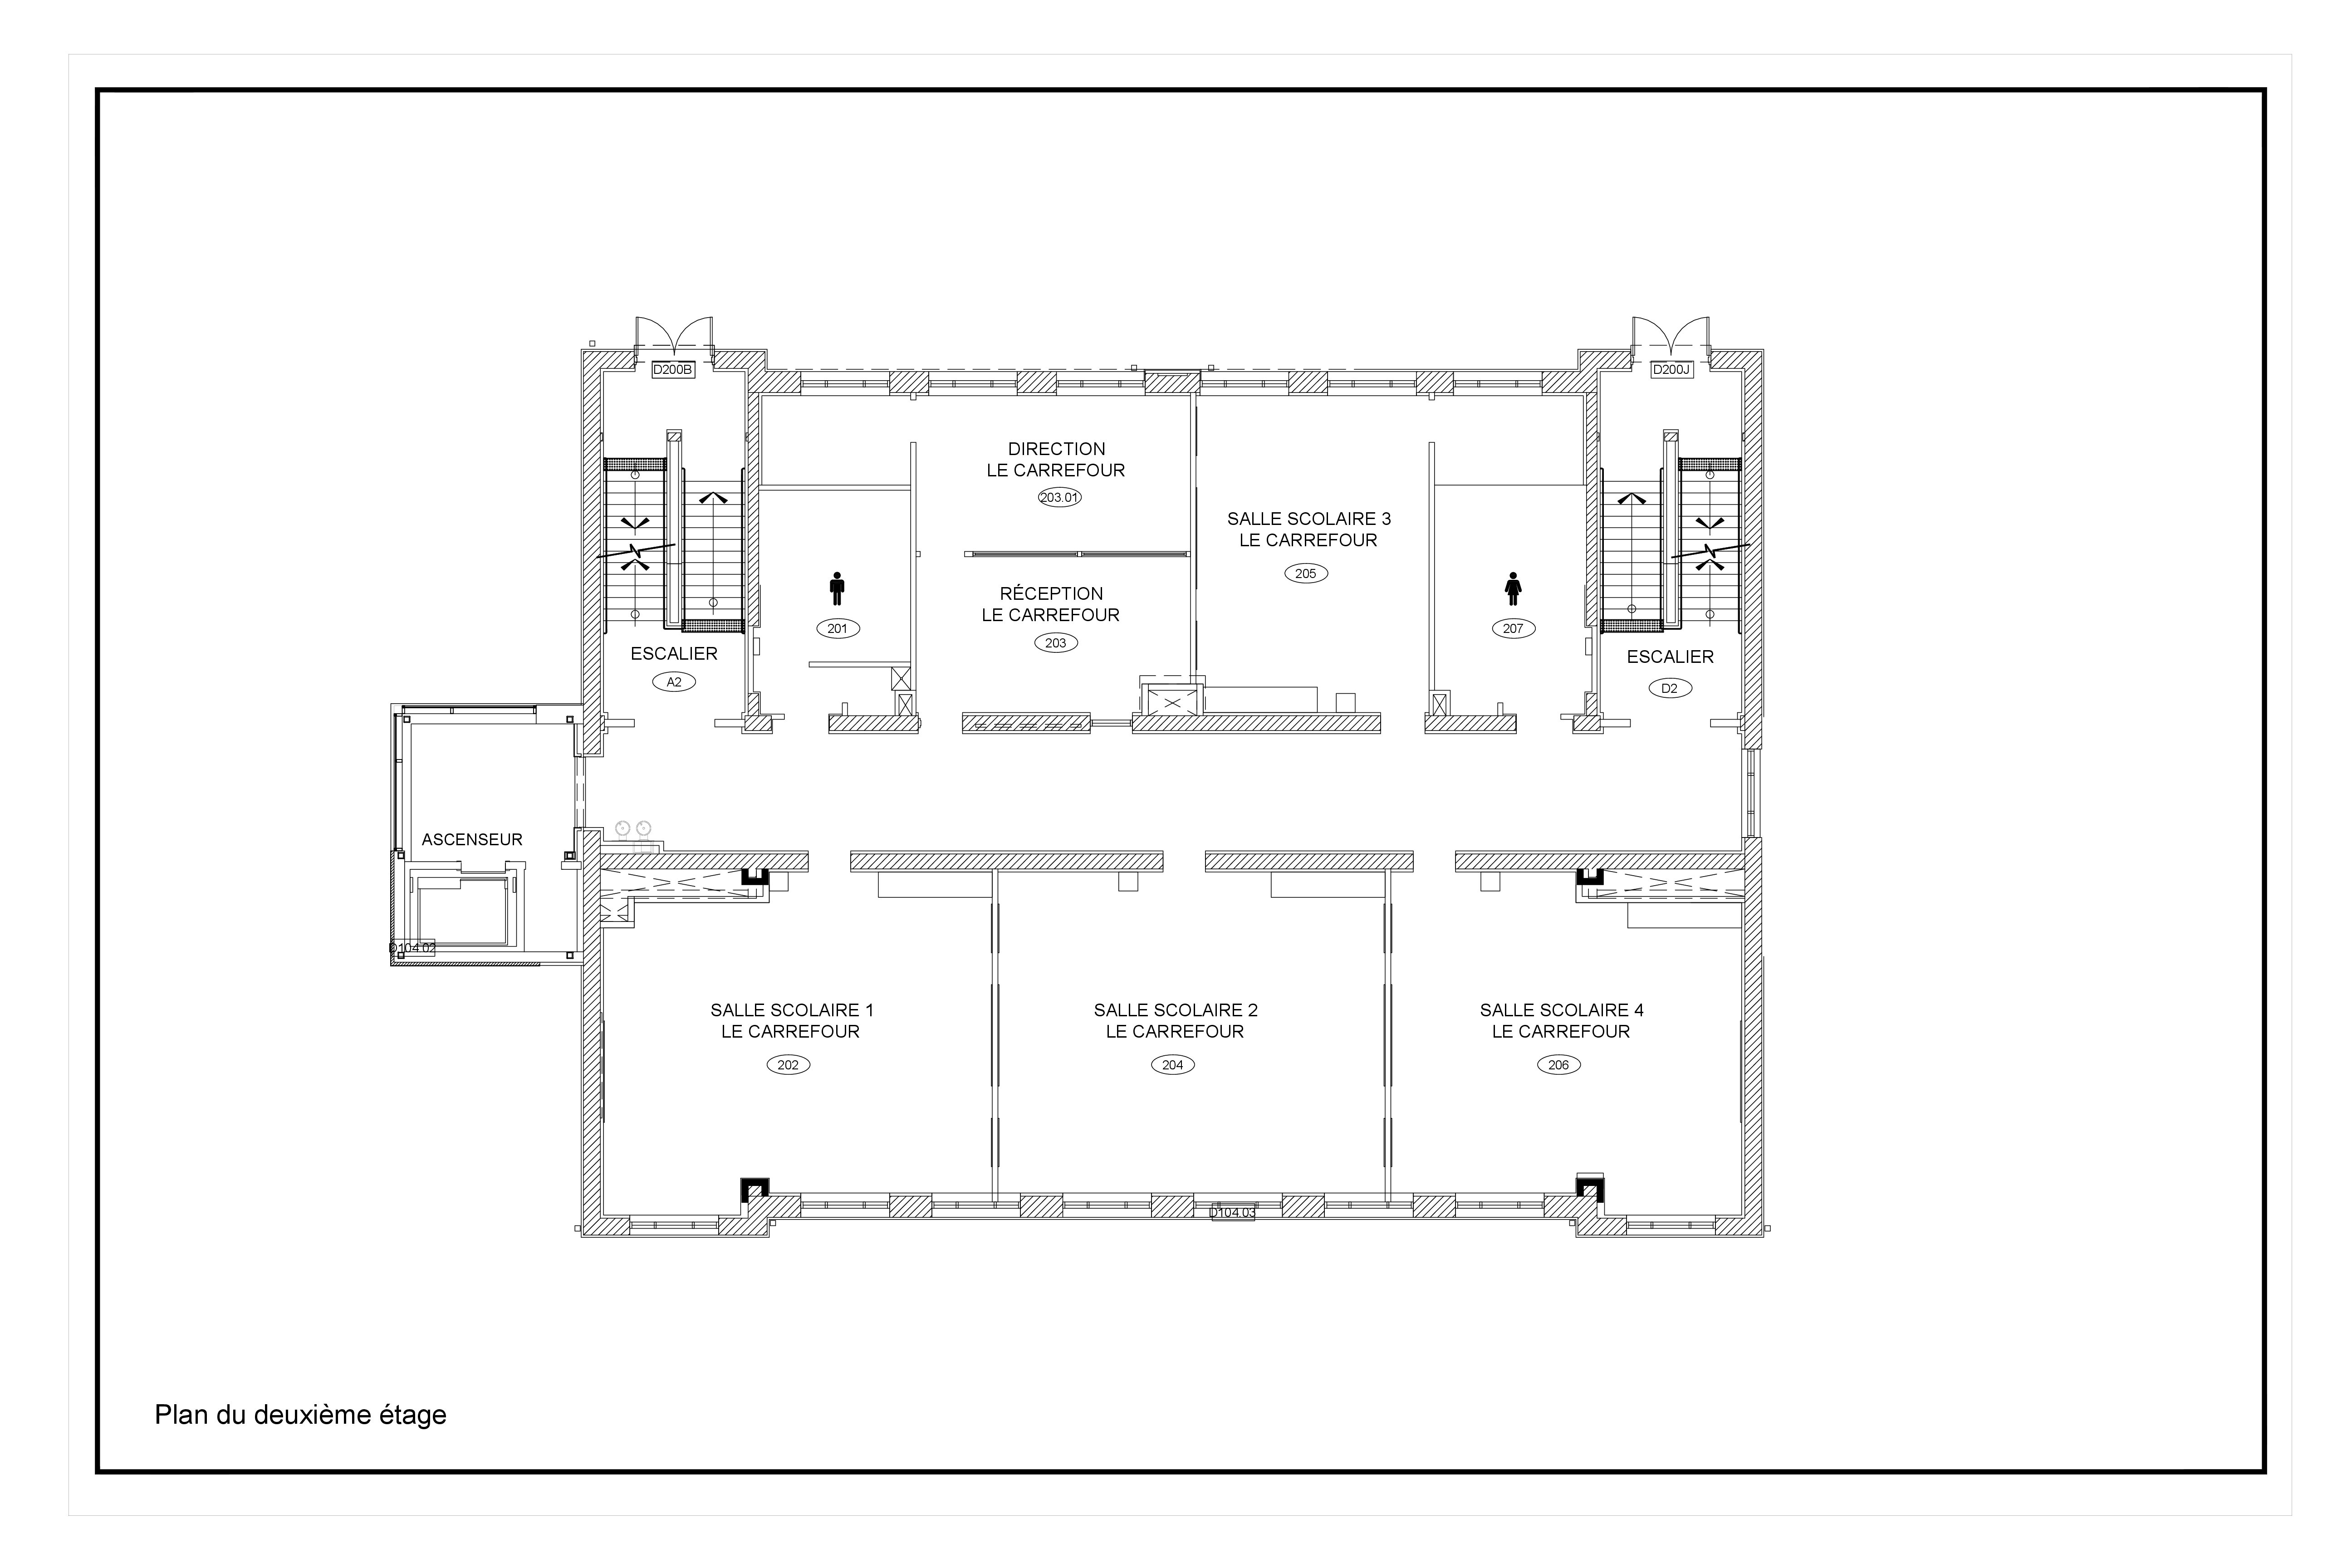 D200B
D200J
DIRECTION
LE CARREFOUR
203.01
SALLE SCOLAIRE 3
LE CARREFOUR
205
RÉCEPTION
LE CARREFOUR
203
201
207
ESCALIER
A2
ESCALIER
D2
ASCENSEUR
D104.02
SALLE SCOLAIRE 1
LE CARREFOUR
202
SALLE SCOLAIRE 2
LE CARREFOUR
204
SALLE SCOLAIRE 4
LE CARREFOUR
206
D104.03
Plan du deuxième étage